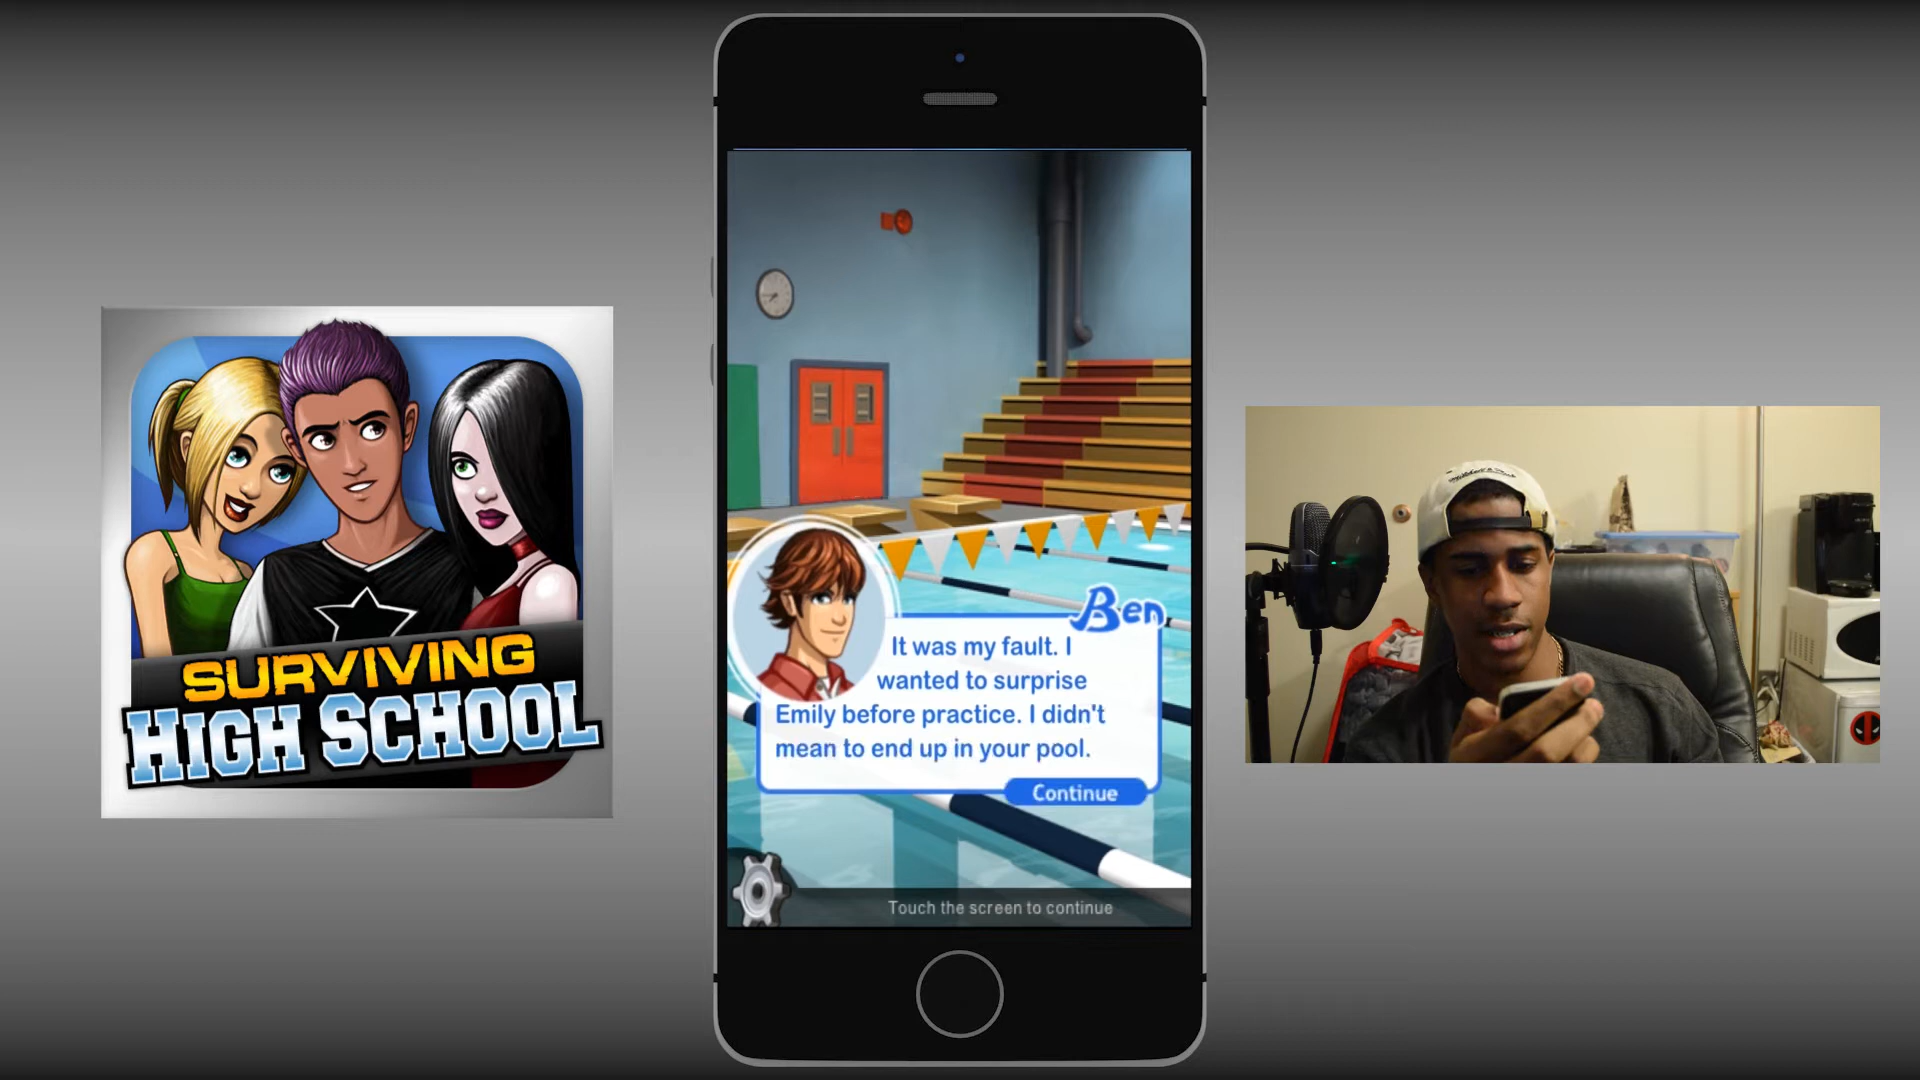 SURVIVING
HIGH SCHOOL
Ben
It was my fault. I
wanted to surprise
Emily before practice. I didn't
mean to end up in your pool.
Continue
Touch the screen to continue